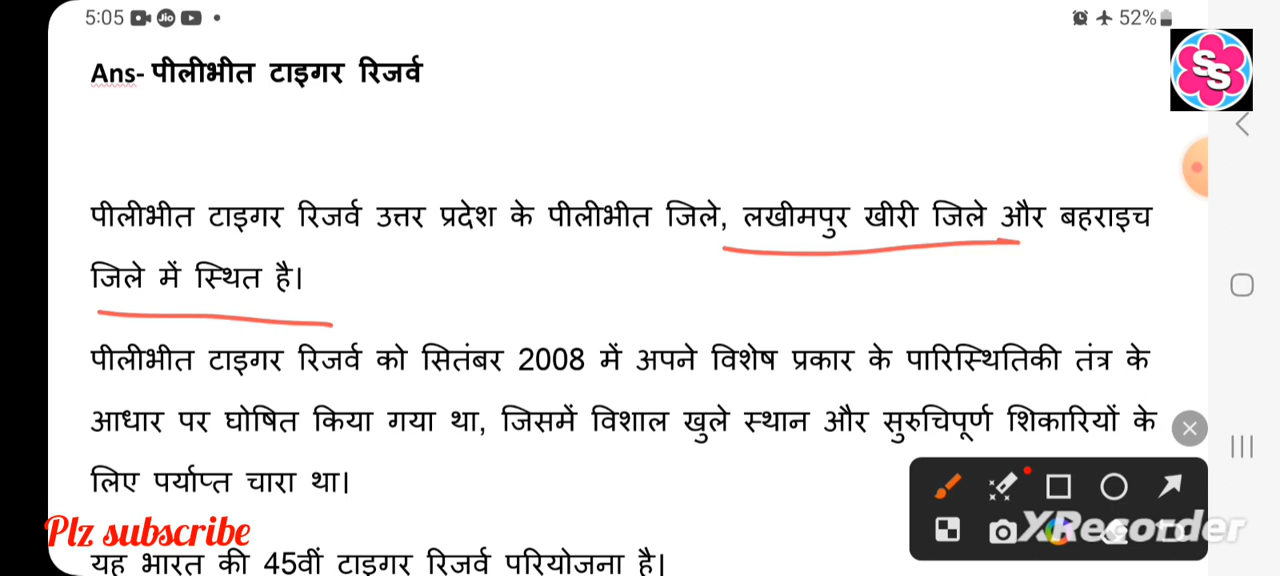 5:05 Jio 52%
Ans- पीलीभीत टाइगर रिजर्व
SS
पीलीभीत टाइगर रिजर्व उत्तर प्रदेश के पीलीभीत जिले, लखीमपुर खीरी जिले और बहराइच
जिले में स्थित है।
पीलीभीत टाइगर रिजर्व को सितंबर 2008 में अपने विशेष प्रकार के पारिस्थितिकी तंत्र के
आधार पर घोषित किया गया था, जिसमें विशाल खुले स्थान और सुरुचिपूर्ण शिकारियों के
लिए पर्याप्त चारा था।
Plz subscribe
XRecorder
यह भारत की 45वीं टाइगर रिजर्व परियोजना है।